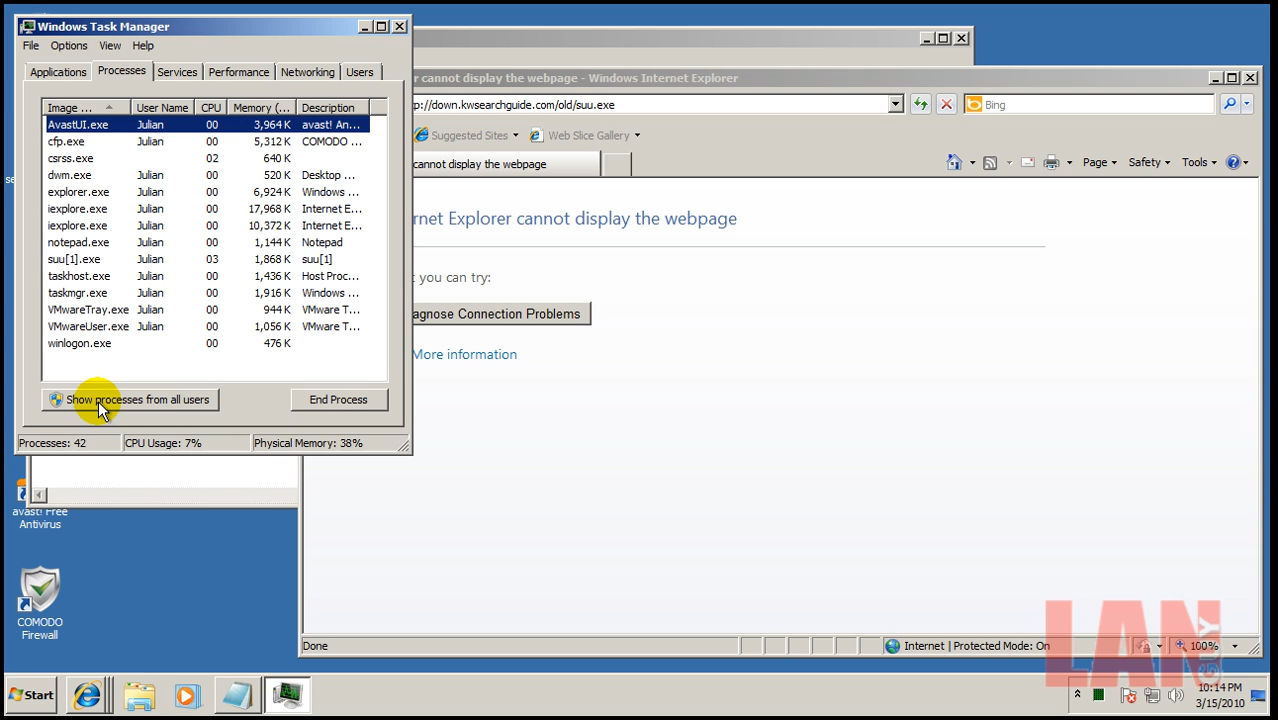 Windows Task Manager
File Options View Help
Applications Processes Services Performance Networking Users
Image ... User Name CPU Memory (... Description
AvastUI.exe Julian 00 3,964 K avast! An...
cfp.exe Julian 00 5,312 K COMODO ...
csrss.exe 02 640 K
dwm.exe Julian 00 520 K Desktop ...
explorer.exe Julian 00 6,924 K Windows ...
iexplore.exe Julian 00 17,968 K Internet E...
iexplore.exe Julian 00 10,372 K Internet E...
notepad.exe Julian 00 1,144 K Notepad
suu[1].exe Julian 03 1,868 K suu[1]
taskhost.exe Julian 00 1,436 K Host Proc...
taskmgr.exe Julian 00 1,916 K Windows ...
VMwareTray.exe Julian 00 944 K VMware T...
VMwareUser.exe Julian 00 1,056 K VMware T...
winlogon.exe 00 476 K
Show processes from all users End Process
Processes: 42 CPU Usage: 7% Physical Memory: 38%
r cannot display the webpage - Windows Internet Explorer
p://down.kwsearchguide.com/old/suu.exe Bing
Suggested Sites Web Slice Gallery
cannot display the webpage Page Safety Tools
rnet Explorer cannot display the webpage
t you can try:
agnose Connection Problems
More information
Done Internet | Protected Mode: On 100%
se
avast! Free
Antivirus
COMODO
Firewall
LAN
GUY
Start 10:14 PM
3/15/2010